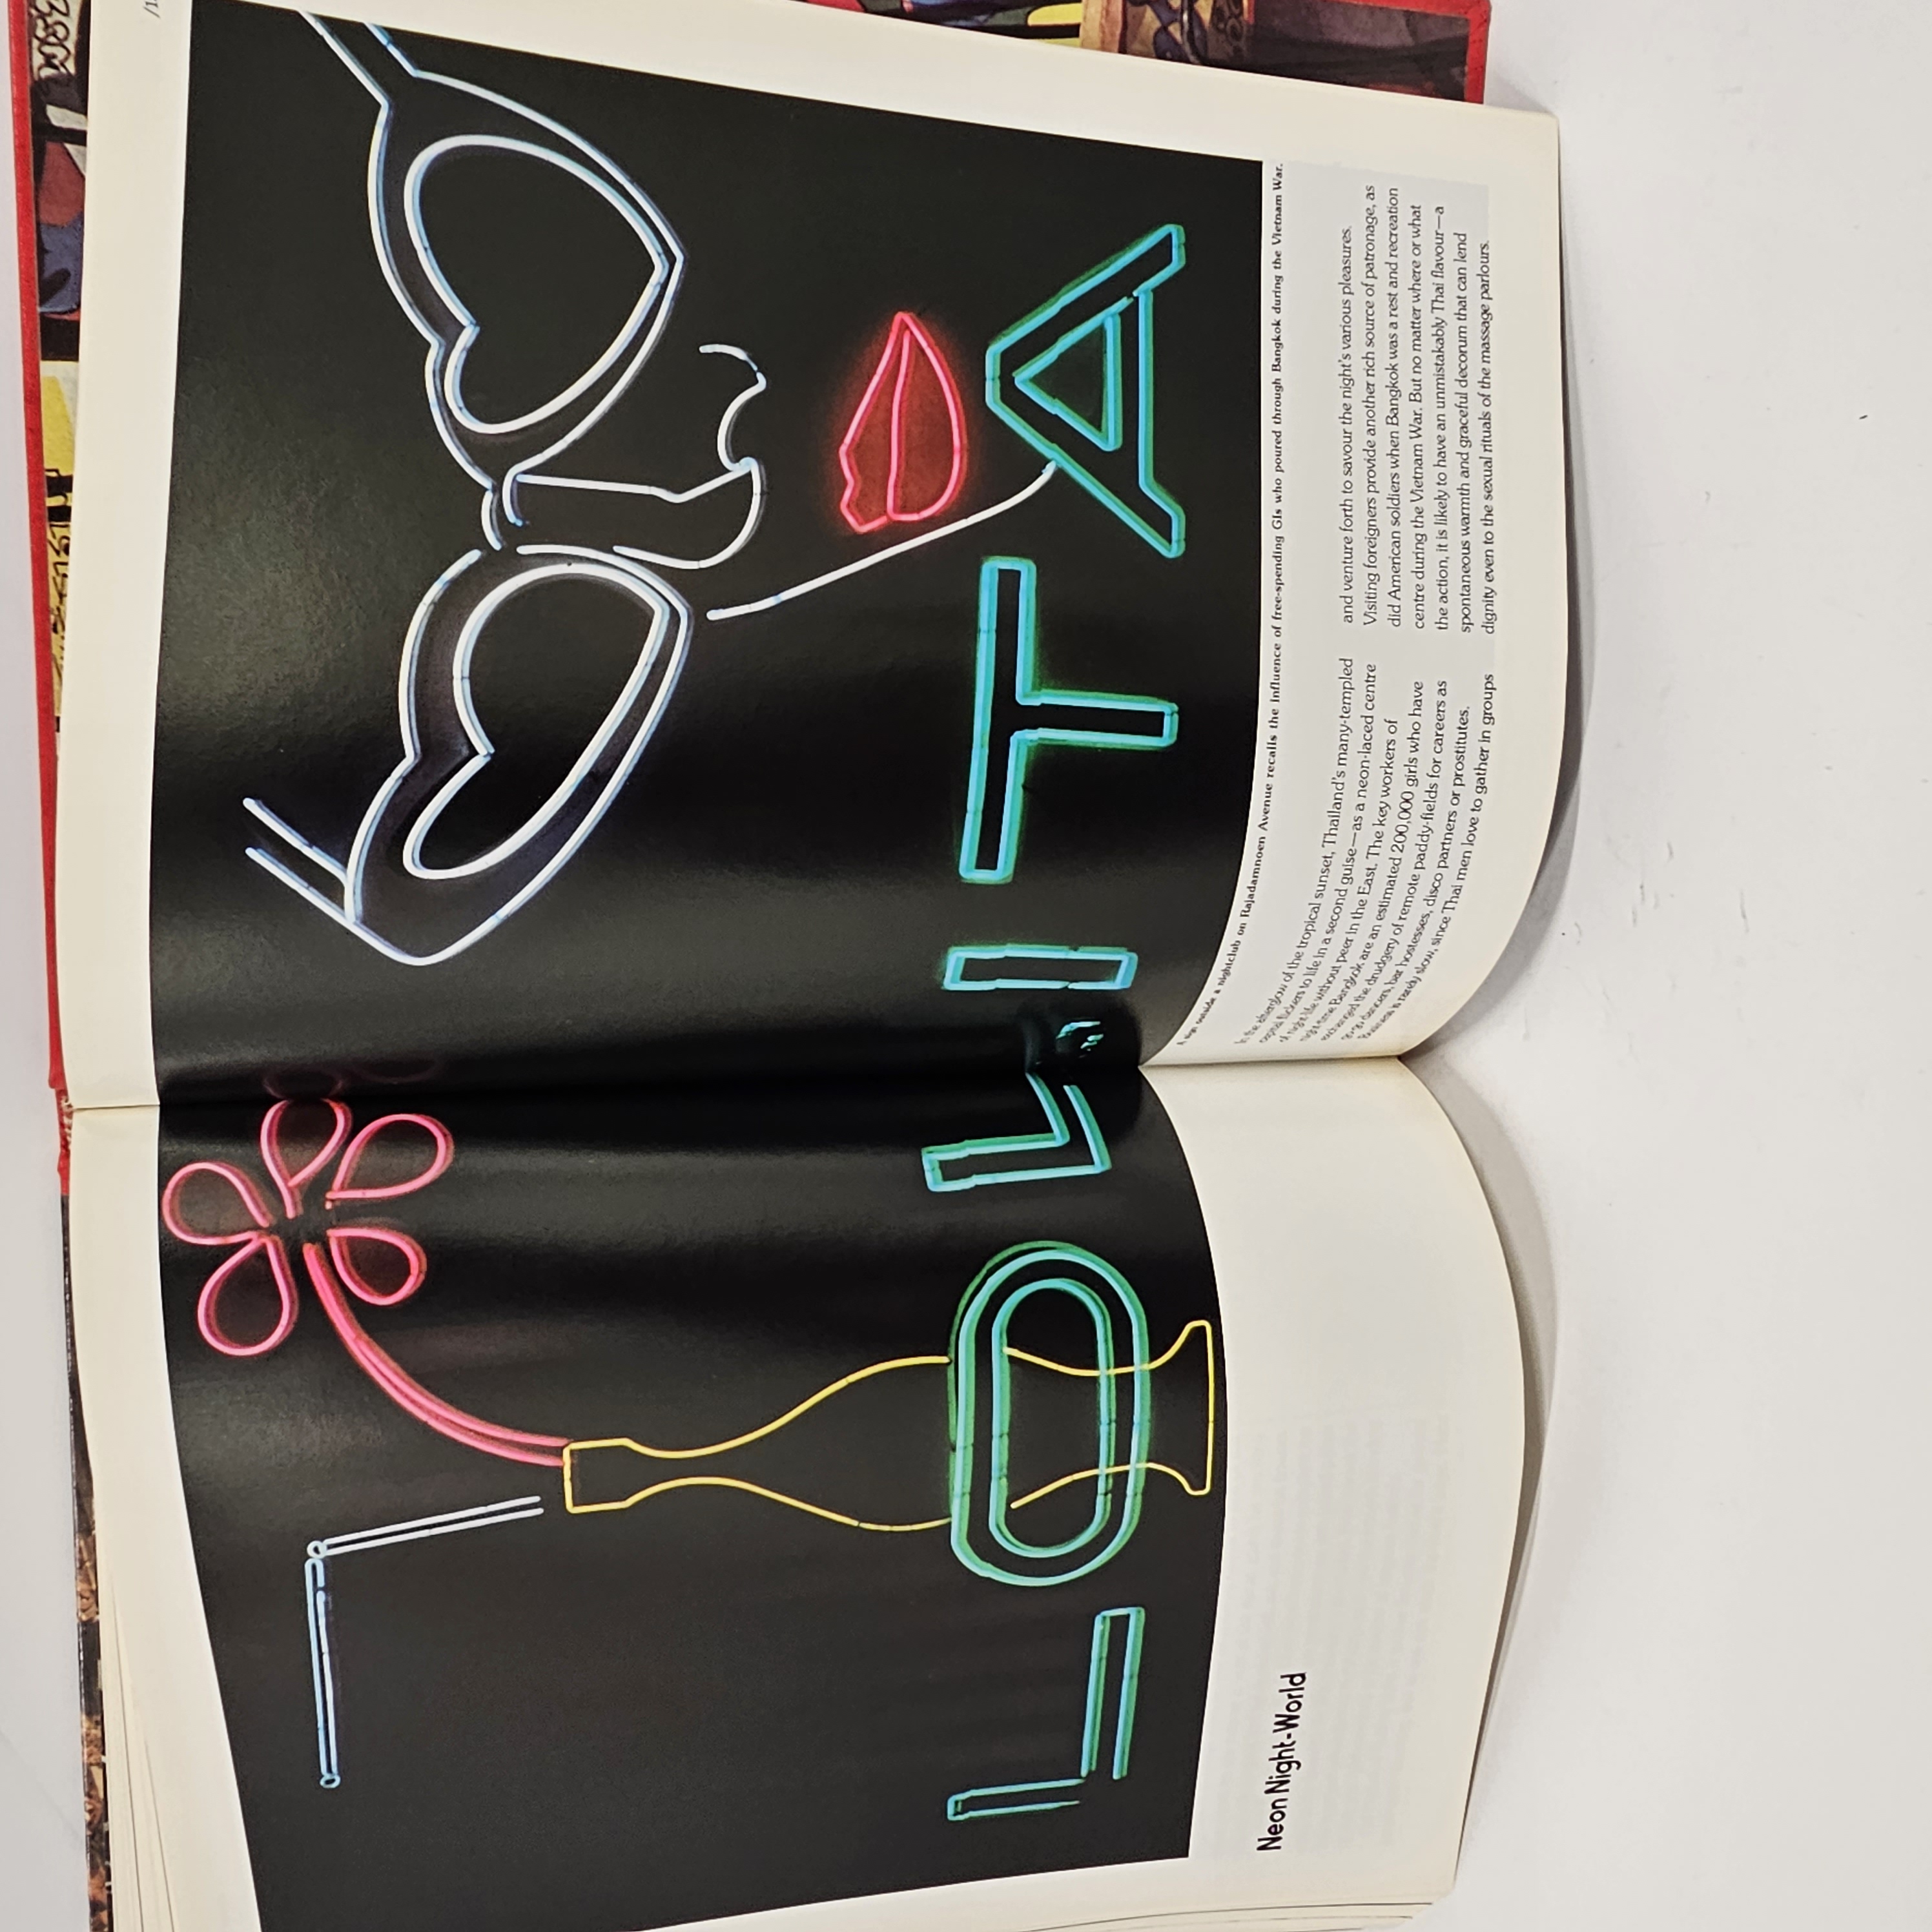 LOLITA
Neon Night-World
A sign outside a nightclub on Rajadamnoen Avenue recalls the influence of free-spending GIs who poured through Bangkok during the Vietnam War.
In the afterglow of the tropical sunset, Thailand's many-templed
capital flickers to life in a second guise—as a neon-laced centre
of night-life without peer in the East. The key workers of
night-time Bangkok are an estimated 200,000 girls who have
exchanged the drudgery of remote paddy-fields for careers as
go-go dancers, bar hostesses, disco partners or prostitutes.
Business is rarely slow, since Thai men love to gather in groups
and venture forth to savour the night's various pleasures.
Visiting foreigners provide another rich source of patronage, as
did American soldiers when Bangkok was a rest and recreation
centre during the Vietnam War. But no matter where or what
the action, it is likely to have an unmistakably Thai flavour—a
spontaneous warmth and graceful decorum that can lend
dignity even to the sexual rituals of the massage parlours.